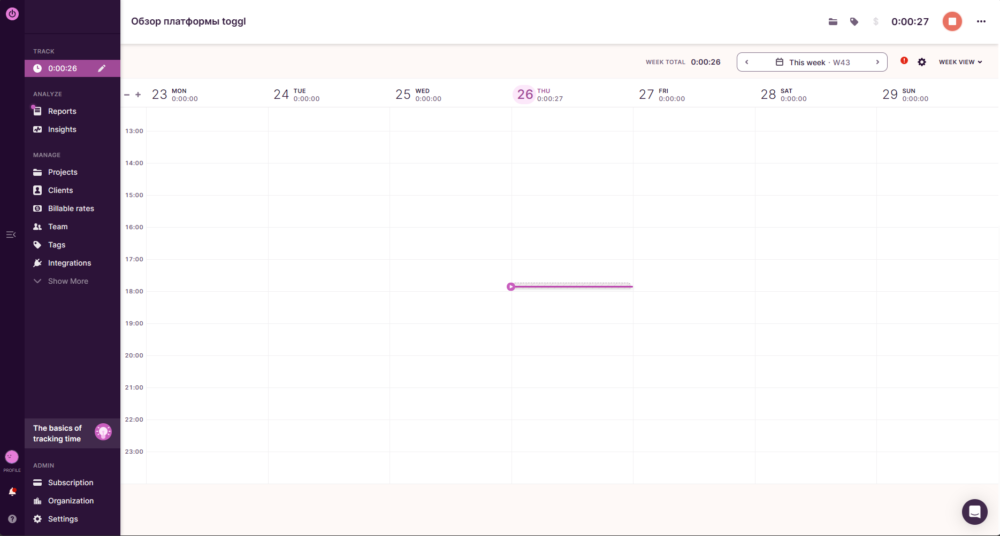 Обзор платформы toggl
0:00:27
TRACK
0:00:26
ANALYZE
Reports
Insights
MANAGE
Projects
Clients
Billable rates
Team
Tags
Integrations
Show More
The basics of
tracking time
ADMIN
Subscription
Organization
Settings
PROFILE
WEEK TOTAL 0:00:26
This week · W43
WEEK VIEW
23 MON 0:00:00
24 TUE 0:00:00
25 WED 0:00:00
26 THU 0:00:27
27 FRI 0:00:00
28 SAT 0:00:00
29 SUN 0:00:00
13:00
14:00
15:00
16:00
17:00
18:00
19:00
20:00
21:00
22:00
23:00